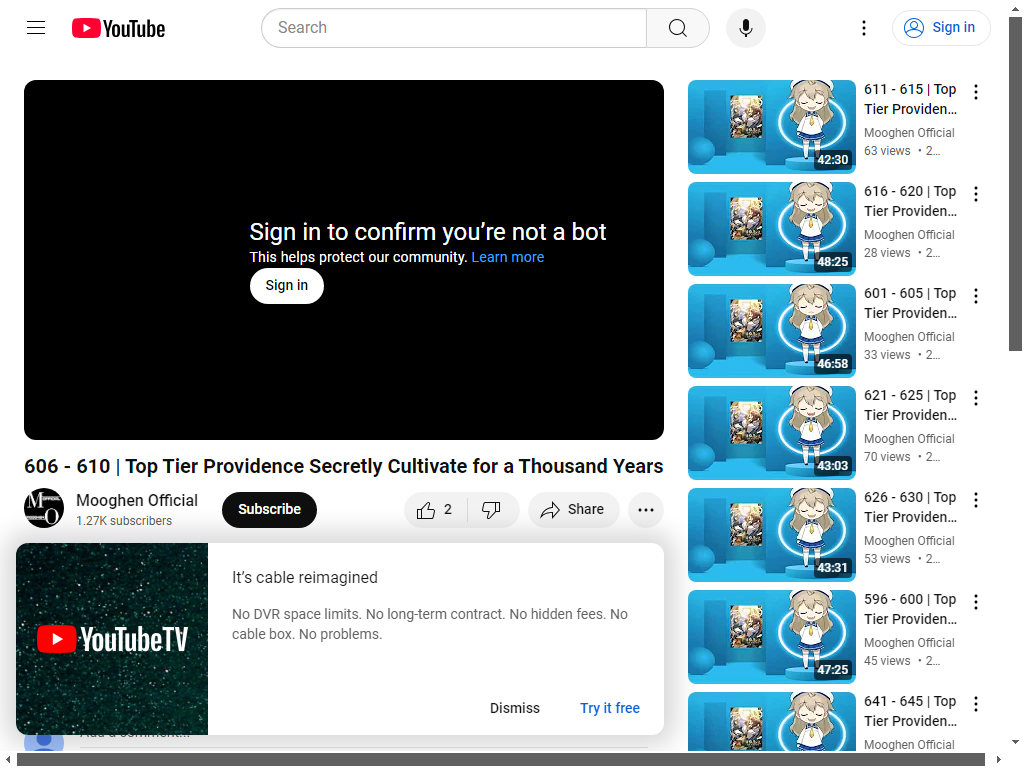 YouTube
Search
Sign in
Sign in to confirm you’re not a bot
This helps protect our community. Learn more
Sign in
606 - 610 | Top Tier Providence Secretly Cultivate for a Thousand Years
Mooghen Official
1.27K subscribers
Subscribe
2
Share
YouTubeTV
It’s cable reimagined
No DVR space limits. No long-term contract. No hidden fees. No
cable box. No problems.
Dismiss
Try it free
Add a comment...
611 - 615 | Top
Tier Providen...
Mooghen Official
63 views • 2...
42:30
616 - 620 | Top
Tier Providen...
Mooghen Official
28 views • 2...
48:25
601 - 605 | Top
Tier Providen...
Mooghen Official
33 views • 2...
46:58
621 - 625 | Top
Tier Providen...
Mooghen Official
70 views • 2...
43:03
626 - 630 | Top
Tier Providen...
Mooghen Official
53 views • 2...
43:31
596 - 600 | Top
Tier Providen...
Mooghen Official
45 views • 2...
47:25
641 - 645 | Top
Tier Providen...
Mooghen Official